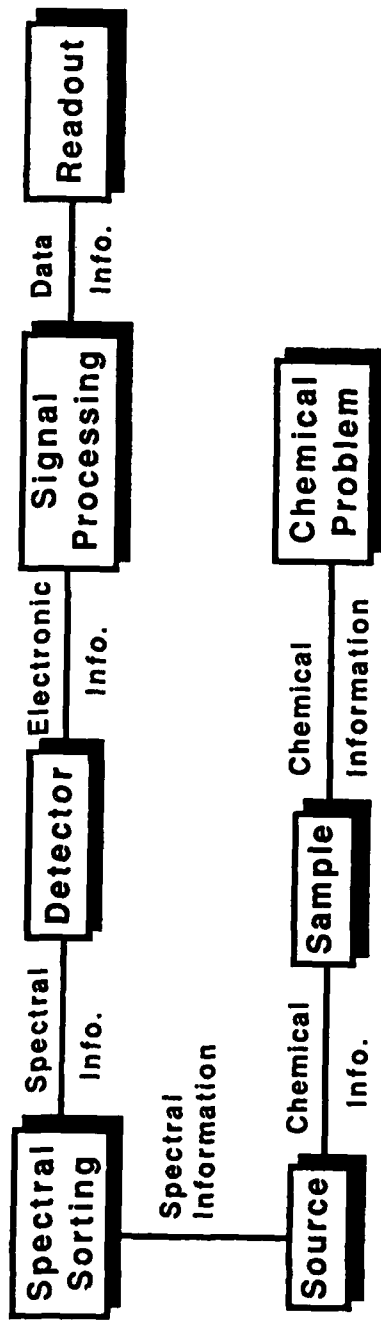 Spectral
Sorting
Spectral
Info.
Detector
Electronic
Info.
Signal
Processing
Data
Info.
Readout
Spectral
Information
Source
Chemical
Info.
Sample
Chemical
Information
Chemical
Problem